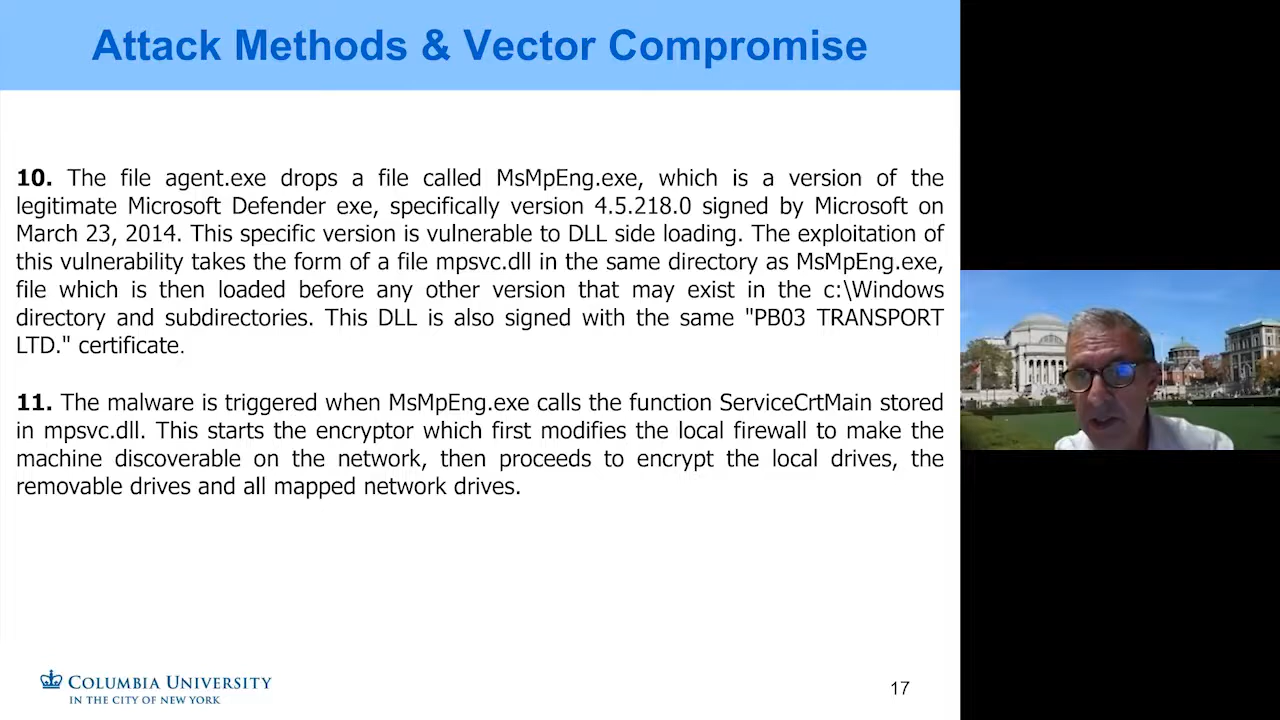 Attack Methods & Vector Compromise
10. The file agent.exe drops a file called MsMpEng.exe, which is a version of the
legitimate Microsoft Defender exe, specifically version 4.5.218.0 signed by Microsoft on
March 23, 2014. This specific version is vulnerable to DLL side loading. The exploitation of
this vulnerability takes the form of a file mpsvc.dll in the same directory as MsMpEng.exe,
file which is then loaded before any other version that may exist in the c:\Windows
directory and subdirectories. This DLL is also signed with the same "PB03 TRANSPORT
LTD." certificate.
11. The malware is triggered when MsMpEng.exe calls the function ServiceCrtMain stored
in mpsvc.dll. This starts the encryptor which first modifies the local firewall to make the
machine discoverable on the network, then proceeds to encrypt the local drives, the
removable drives and all mapped network drives.
COLUMBIA UNIVERSITY
IN THE CITY OF NEW YORK
17